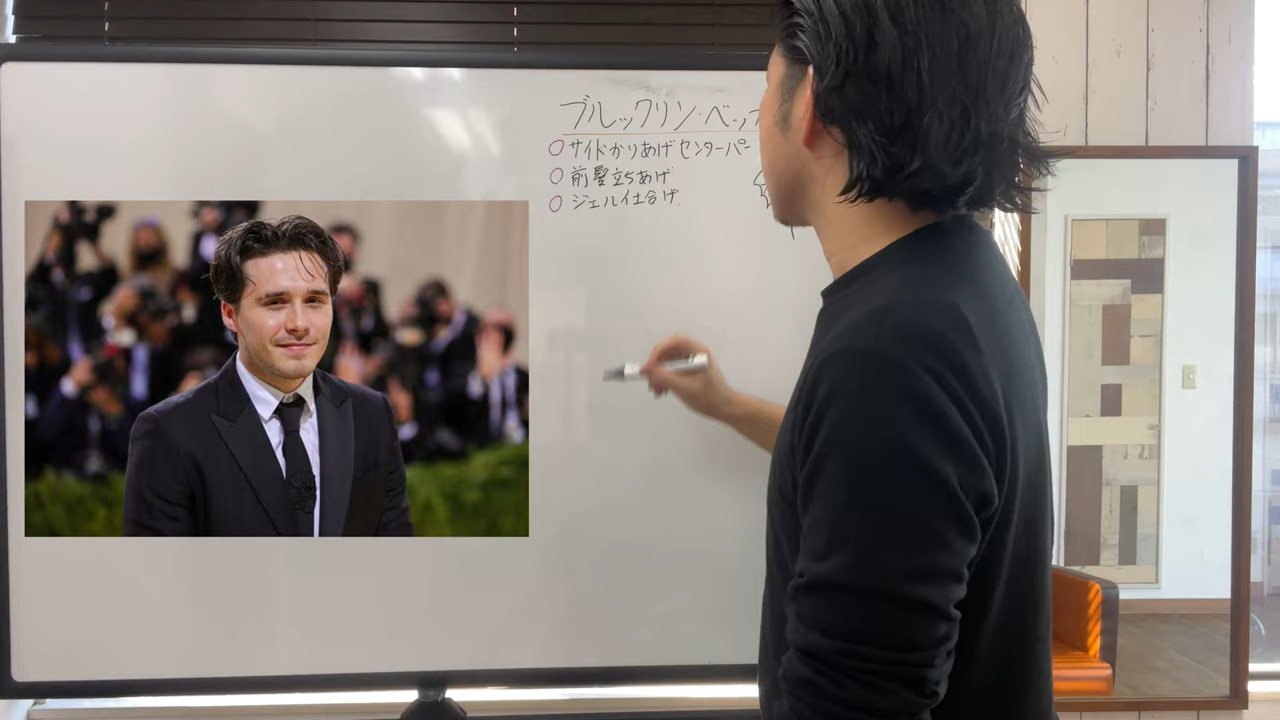 ブルックリン・ベッ
サイドかりあげセンターパー
前髪立ちあげ
ジェル仕上げ